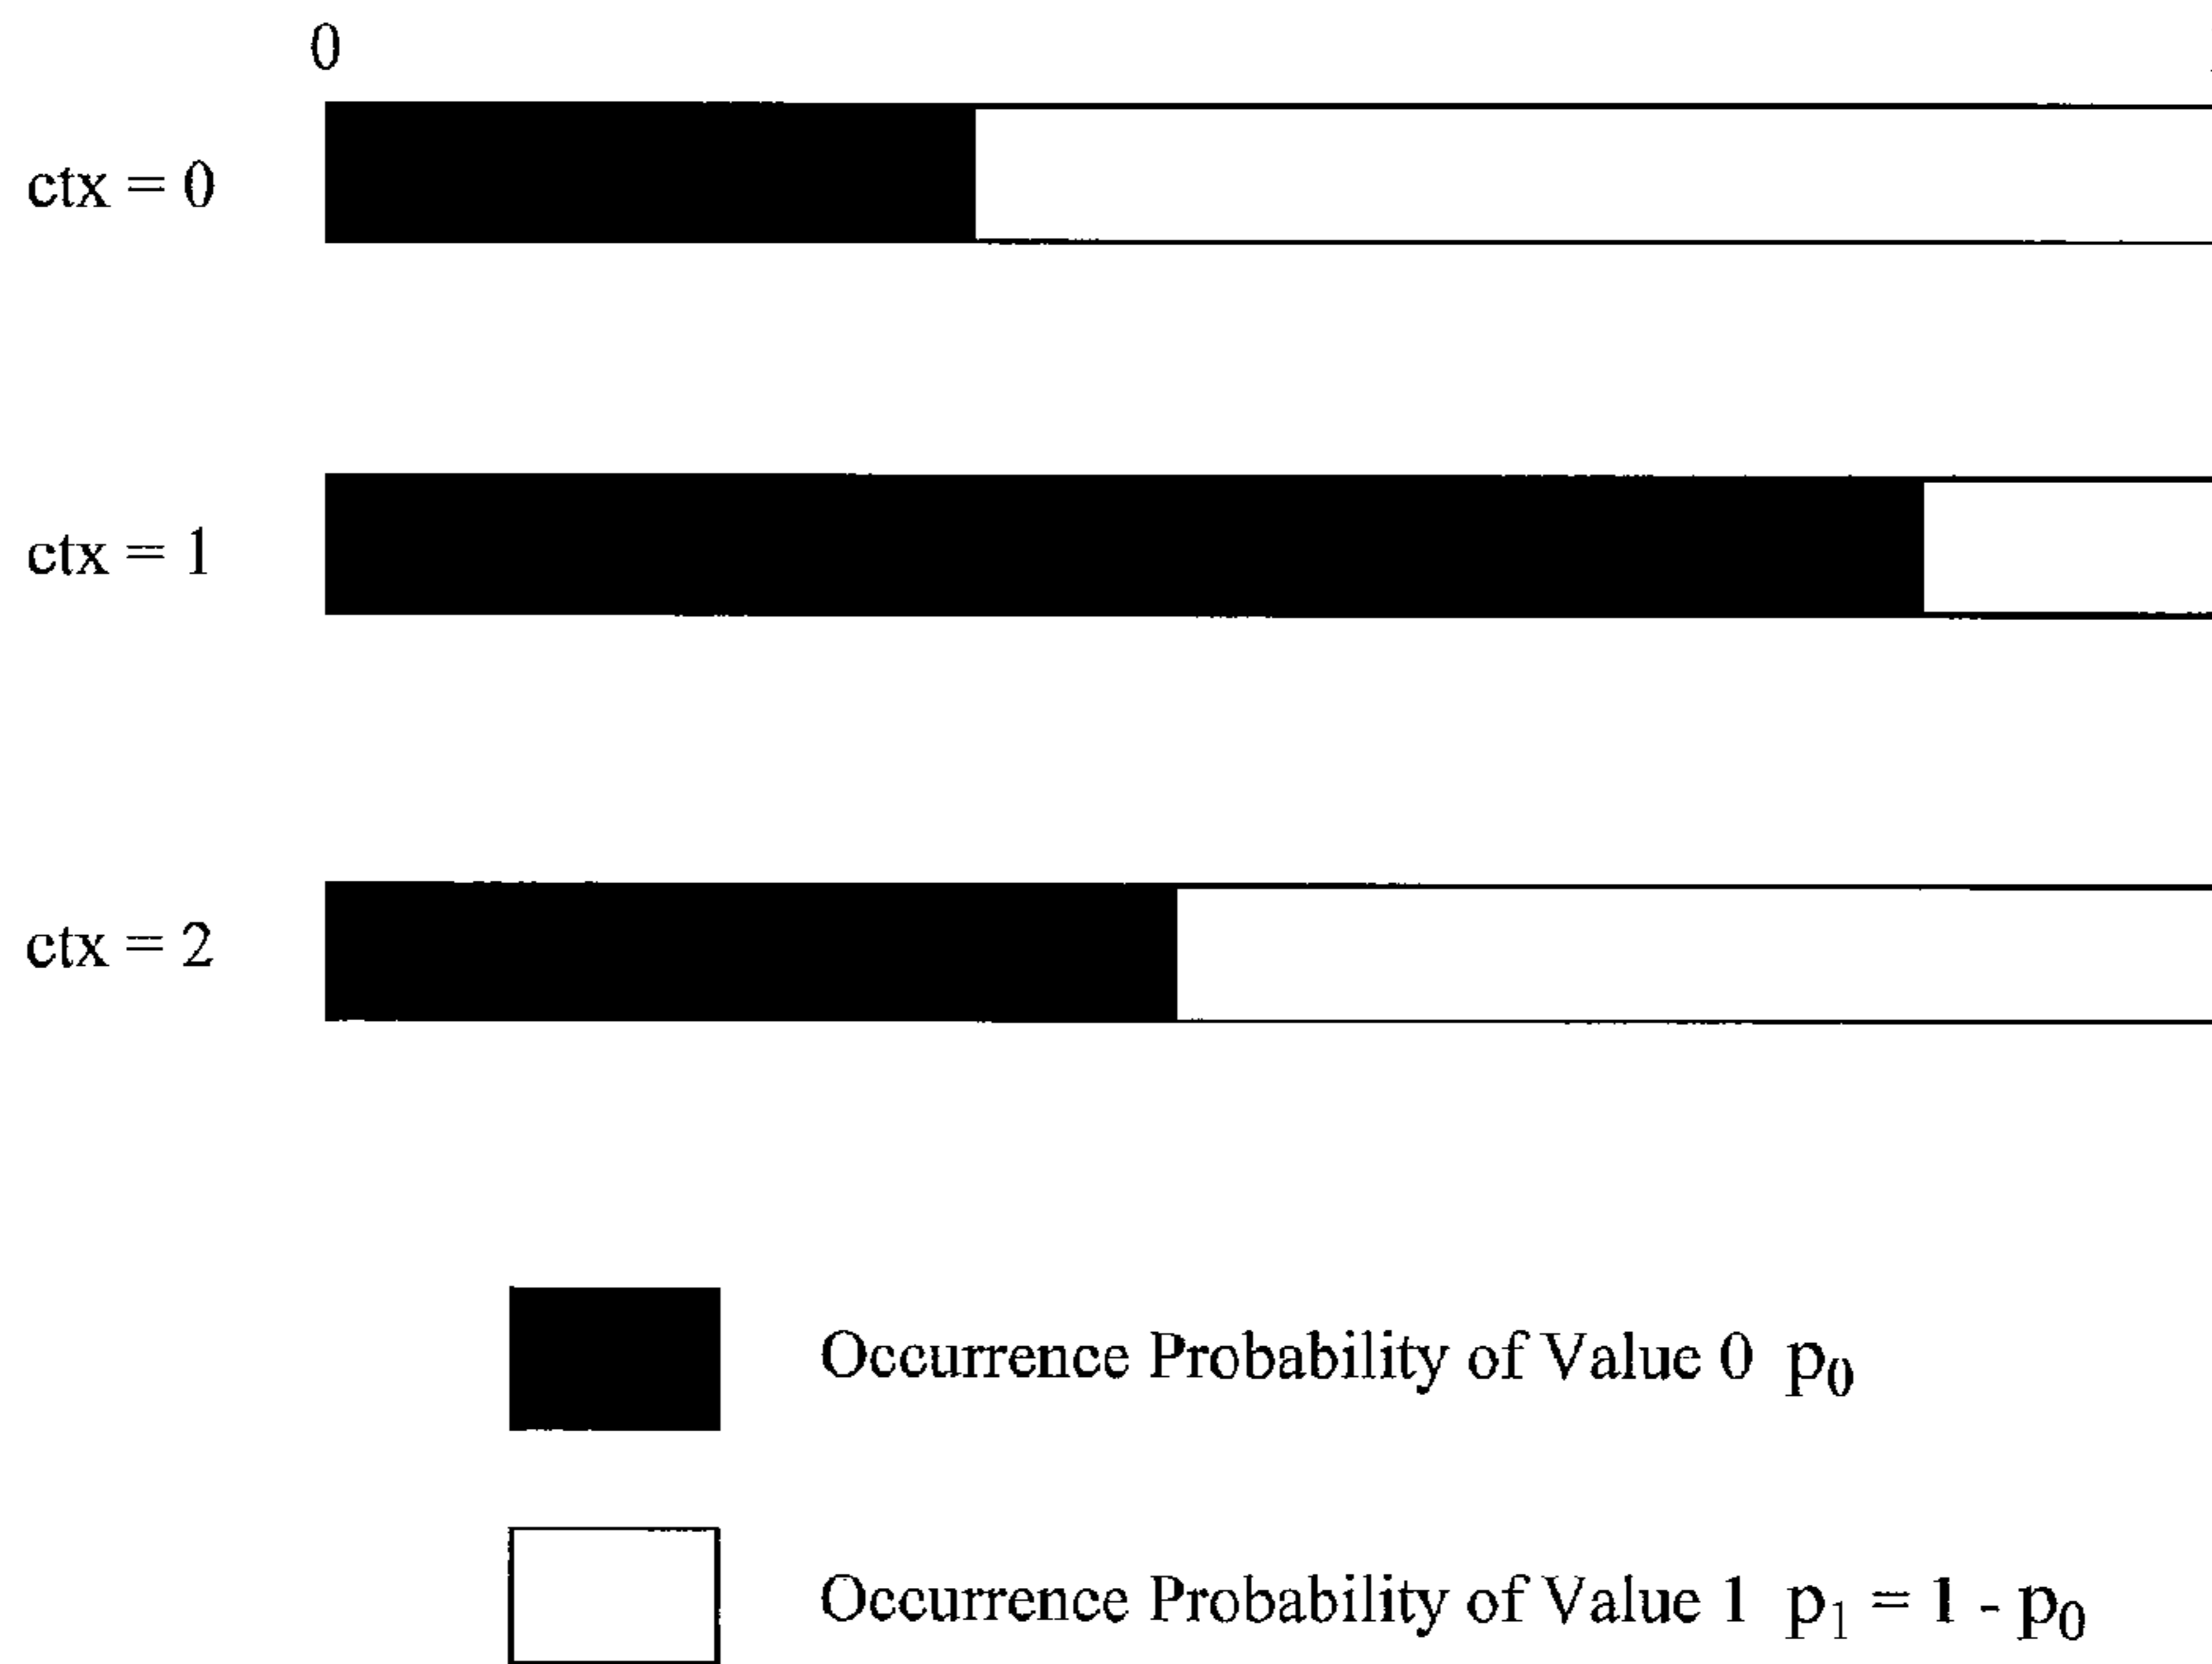 0
ctx = 0
ctx = 1
ctx = 2
Occurrence Probability of Value 0 p₀
Occurrence Probability of Value 1 p₁ = 1 - p₀